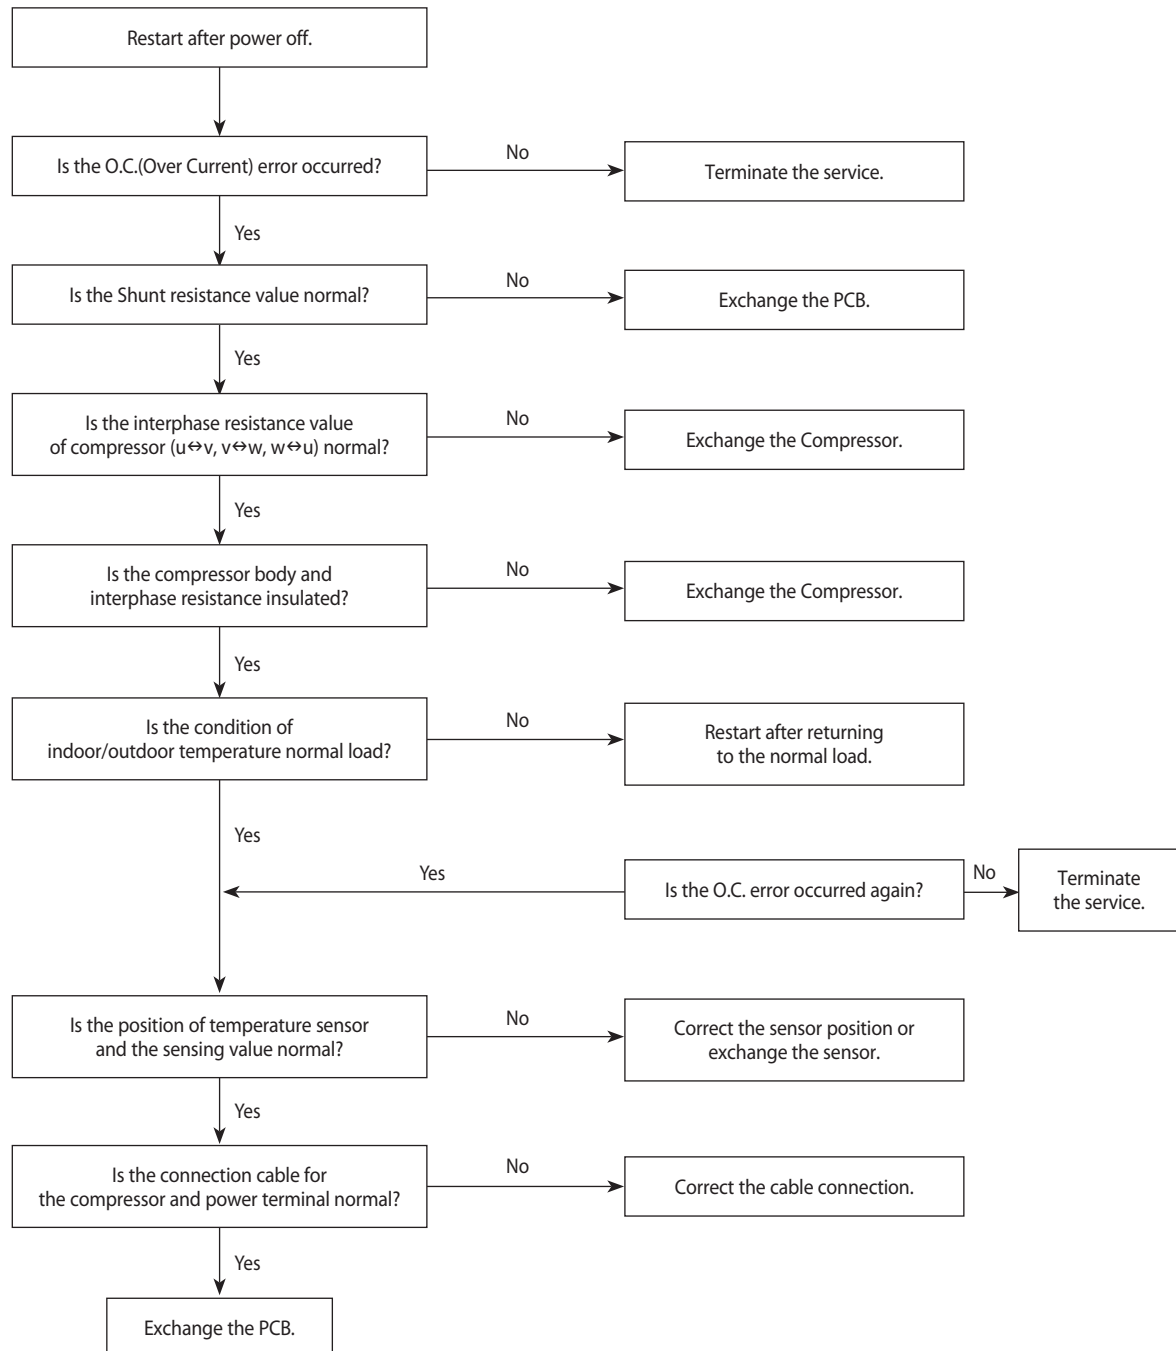 Restart after power off.
Is the O.C.(Over Current) error occurred?
No
Terminate the service.
Yes
Is the Shunt resistance value normal?
No
Exchange the PCB.
Yes
Is the interphase resistance value
of compressor (u↔v, v↔w, w↔u) normal?
No
Exchange the Compressor.
Yes
Is the compressor body and
interphase resistance insulated?
No
Exchange the Compressor.
Yes
Is the condition of
indoor/outdoor temperature normal load?
No
Restart after returning
to the normal load.
Yes
Yes
Is the O.C. error occurred again?
No
Terminate
the service.
Is the position of temperature sensor
and the sensing value normal?
No
Correct the sensor position or
exchange the sensor.
Yes
Is the connection cable for
the compressor and power terminal normal?
No
Correct the cable connection.
Yes
Exchange the PCB.